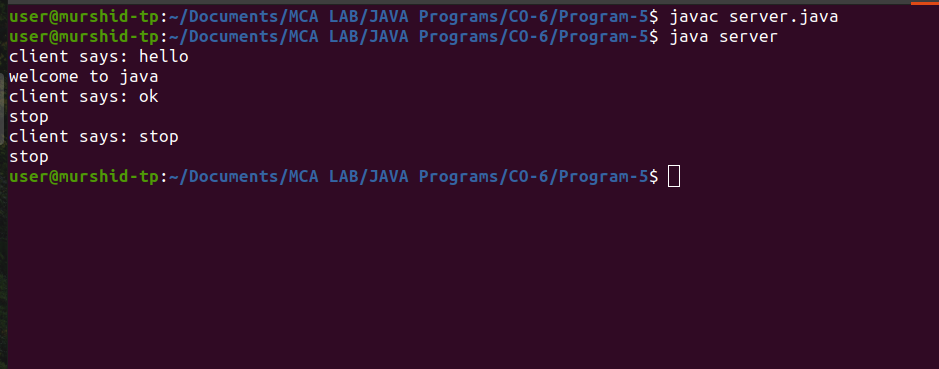 user@murshid-tp:~/Documents/MCA LAB/JAVA Programs/CO-6/Program-5$ javac server.java
user@murshid-tp:~/Documents/MCA LAB/JAVA Programs/CO-6/Program-5$ java server
client says: hello
welcome to java
client says: ok
stop
client says: stop
stop
user@murshid-tp:~/Documents/MCA LAB/JAVA Programs/CO-6/Program-5$